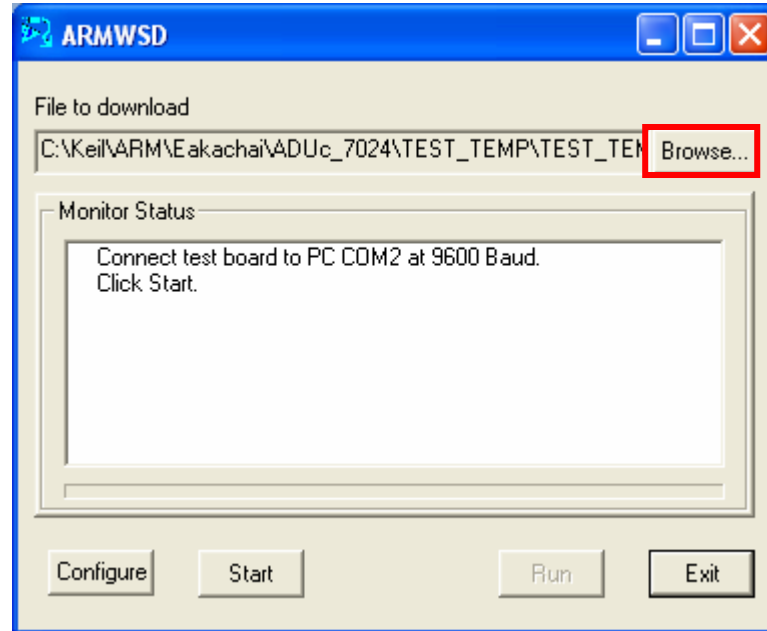 ARMWSD
File to download
C:\Keil\ARM\Eakachai\ADUc_7024\TEST_TEMP\TEST_TEM Browse...
Monitor Status
Connect test board to PC COM2 at 9600 Baud.
Click Start.
Configure Start Run Exit